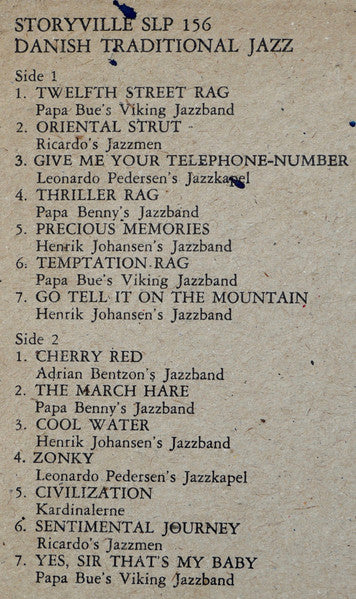 STORYVILLE SLP 156
DANISH TRADITIONAL JAZZ
Side 1
1. TWELFTH STREET RAG
Papa Bue's Viking Jazzband
2. ORIENTAL STRUT
Ricardo's Jazzmen
3. GIVE ME YOUR TELEPHONE-NUMBER
Leonardo Pedersen's Jazzkapel
4. THRILLER RAG
Papa Benny's Jazzband
5. PRECIOUS MEMORIES
Henrik Johansen's Jazzband
6. TEMPTATION RAG
Papa Bue's Viking Jazzband
7. GO TELL IT ON THE MOUNTAIN
Henrik Johansen's Jazzband
Side 2
1. CHERRY RED
Adrian Bentzon's Jazzband
2. THE MARCH HARE
Papa Benny's Jazzband
3. COOL WATER
Henrik Johansen's Jazzband
4. ZONKY
Leonardo Pedersen's Jazzkapel
5. CIVILIZATION
Kardinalerne
6. SENTIMENTAL JOURNEY
Ricardo's Jazzmen
7. YES, SIR THAT'S MY BABY
Papa Bue's Viking Jazzband